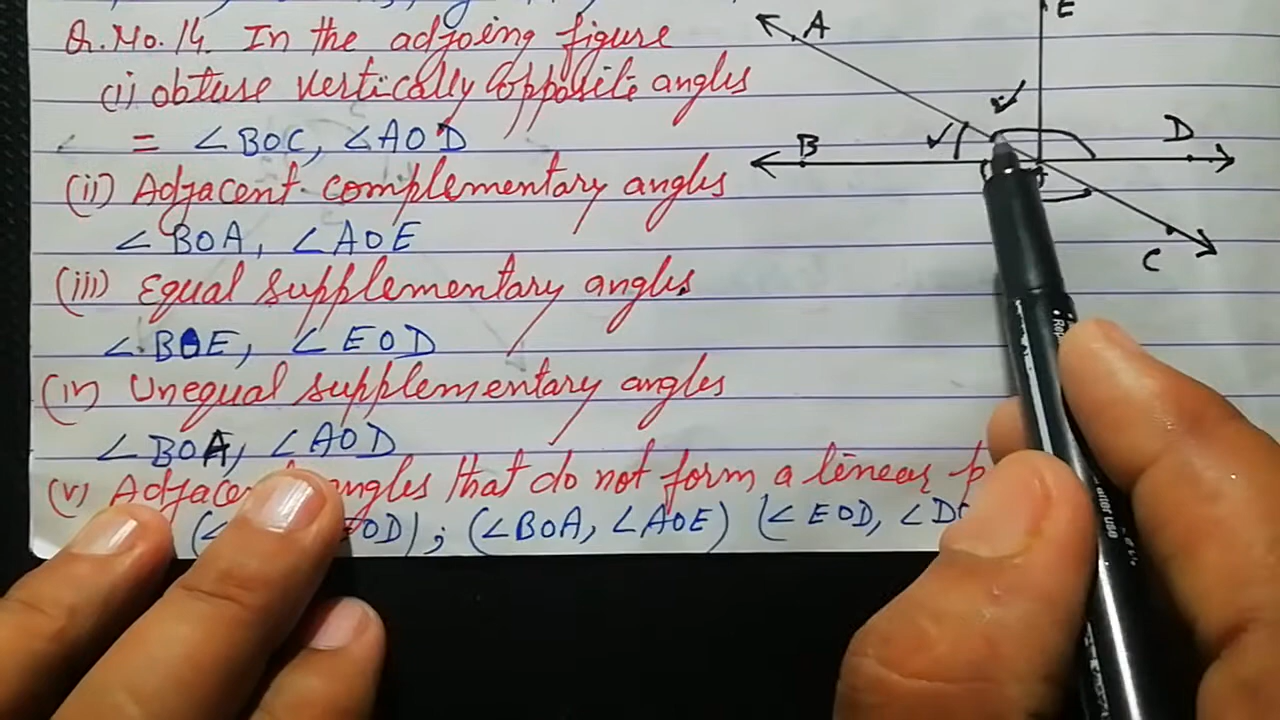 Q.No.14. In the adjoing figure
(i) obtuse vertically opposite angles
= ∠BOC, ∠AOD
(ii) Adjacent complementary angles
∠BOA, ∠AOE
(iii) Equal supplementary angles
∠BOE, ∠EOD
(iv) Unequal supplementary angles
∠BOA, ∠AOD
(v) angles that do not form a linear
; (∠BOA, ∠AOE) (∠EOD,
E
A
B
D
C